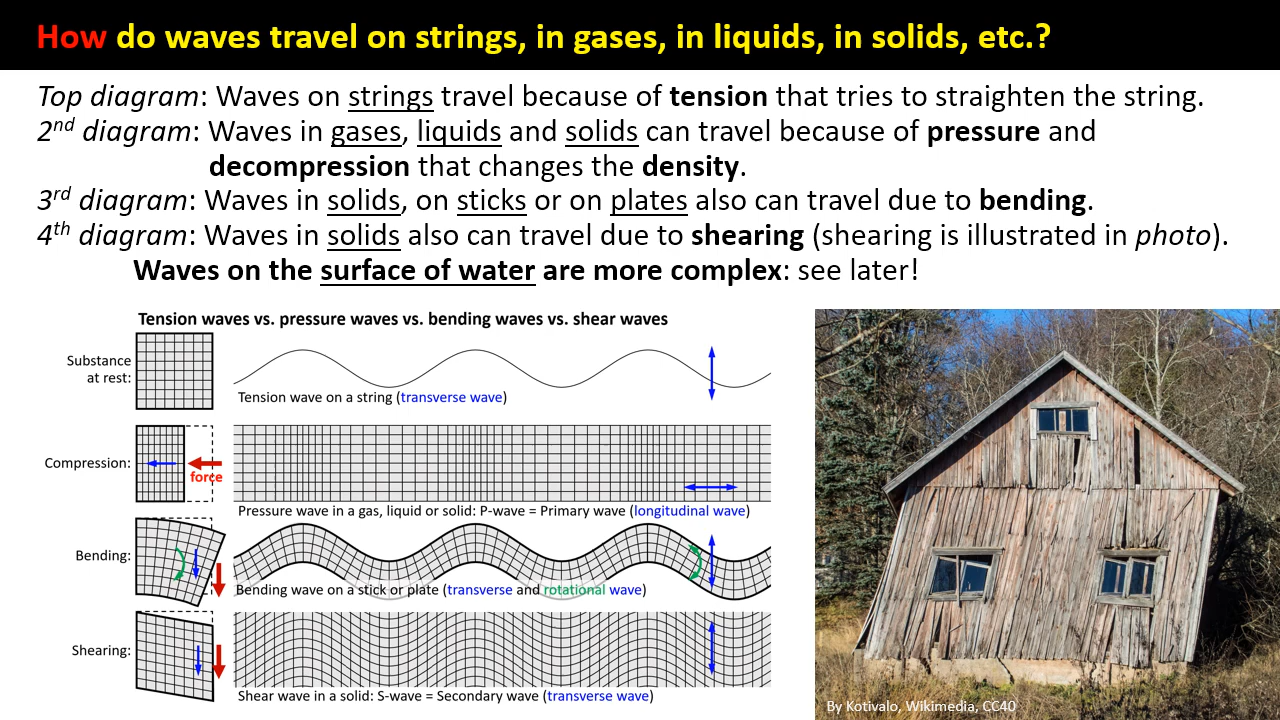 How do waves travel on strings, in gases, in liquids, in solids, etc.?
Top diagram: Waves on strings travel because of tension that tries to straighten the string.
2nd diagram: Waves in gases, liquids and solids can travel because of pressure and
decompression that changes the density.
3rd diagram: Waves in solids, on sticks or on plates also can travel due to bending.
4th diagram: Waves in solids also can travel due to shearing (shearing is illustrated in photo).
Waves on the surface of water are more complex: see later!
Tension waves vs. pressure waves vs. bending waves vs. shear waves
Substance
at rest:
Tension wave on a string (transverse wave)
Compression:
force
Pressure wave in a gas, liquid or solid: P-wave = Primary wave (longitudinal wave)
Bending:
Bending wave on a stick or plate (transverse and rotational wave)
Shearing:
Shear wave in a solid: S-wave = Secondary wave (transverse wave)
By Kotivalo, Wikimedia, CC40